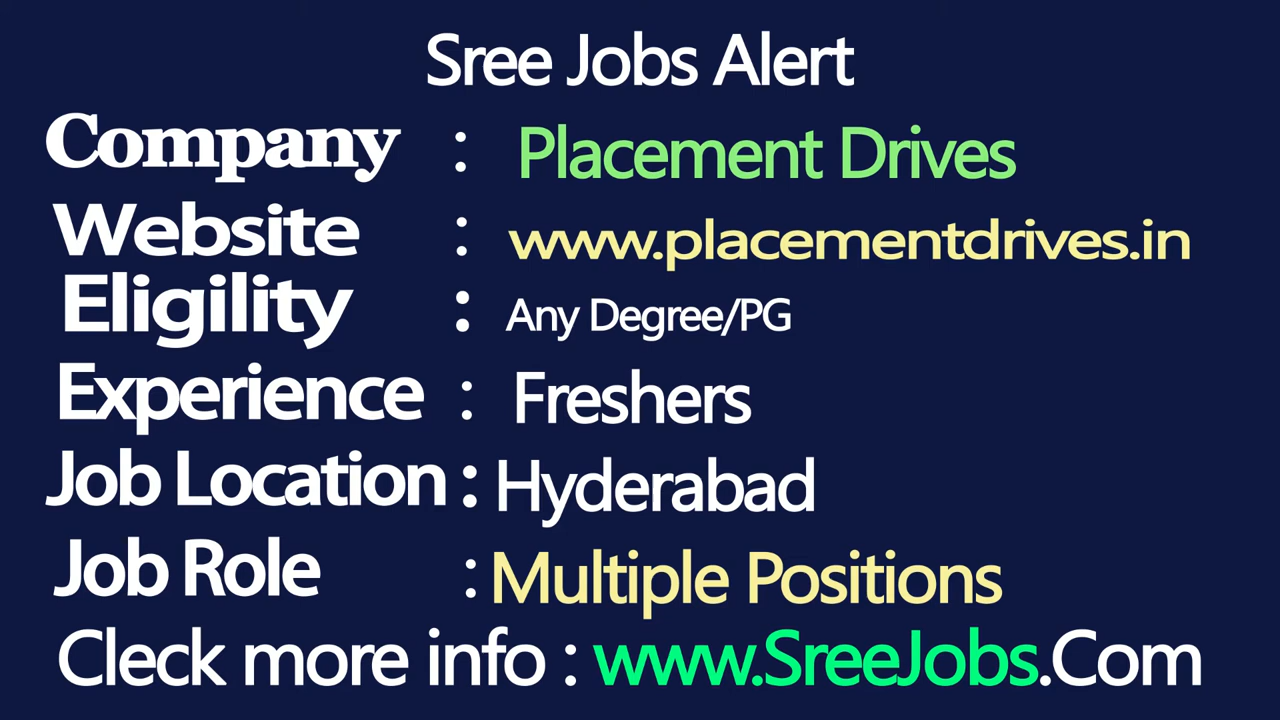 Sree Jobs Alert
Company : Placement Drives
Website : www.placementdrives.in
Eligility : Any Degree/PG
Experience : Freshers
Job Location : Hyderabad
Job Role : Multiple Positions
Cleck more info : www.SreeJobs.Com